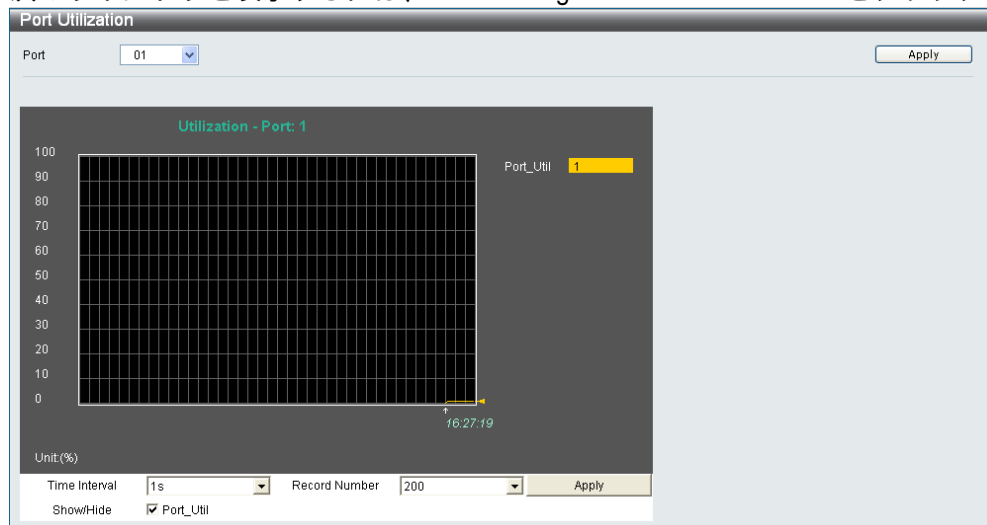 Port Utilization
Port 01 Apply
Utilization - Port: 1
100
90
80
70
60
50
40
30
20
10
0
Port_Util 1
16:27:19
Unit:(%)
Time Interval 1s Record Number 200 Apply
Show/Hide Port_Util